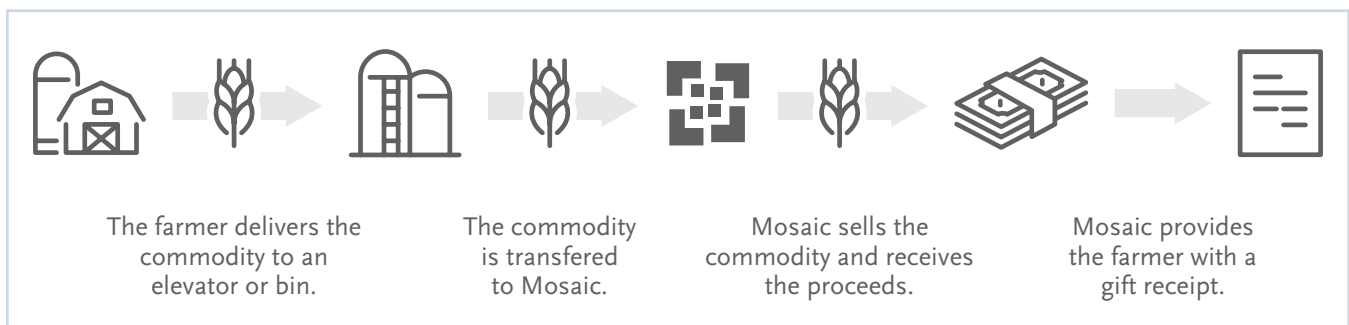 The farmer delivers the
commodity to an
elevator or bin.
The commodity
is transfered
to Mosaic.
Mosaic sells the
commodity and receives
the proceeds.
Mosaic provides
the farmer with a
gift receipt.